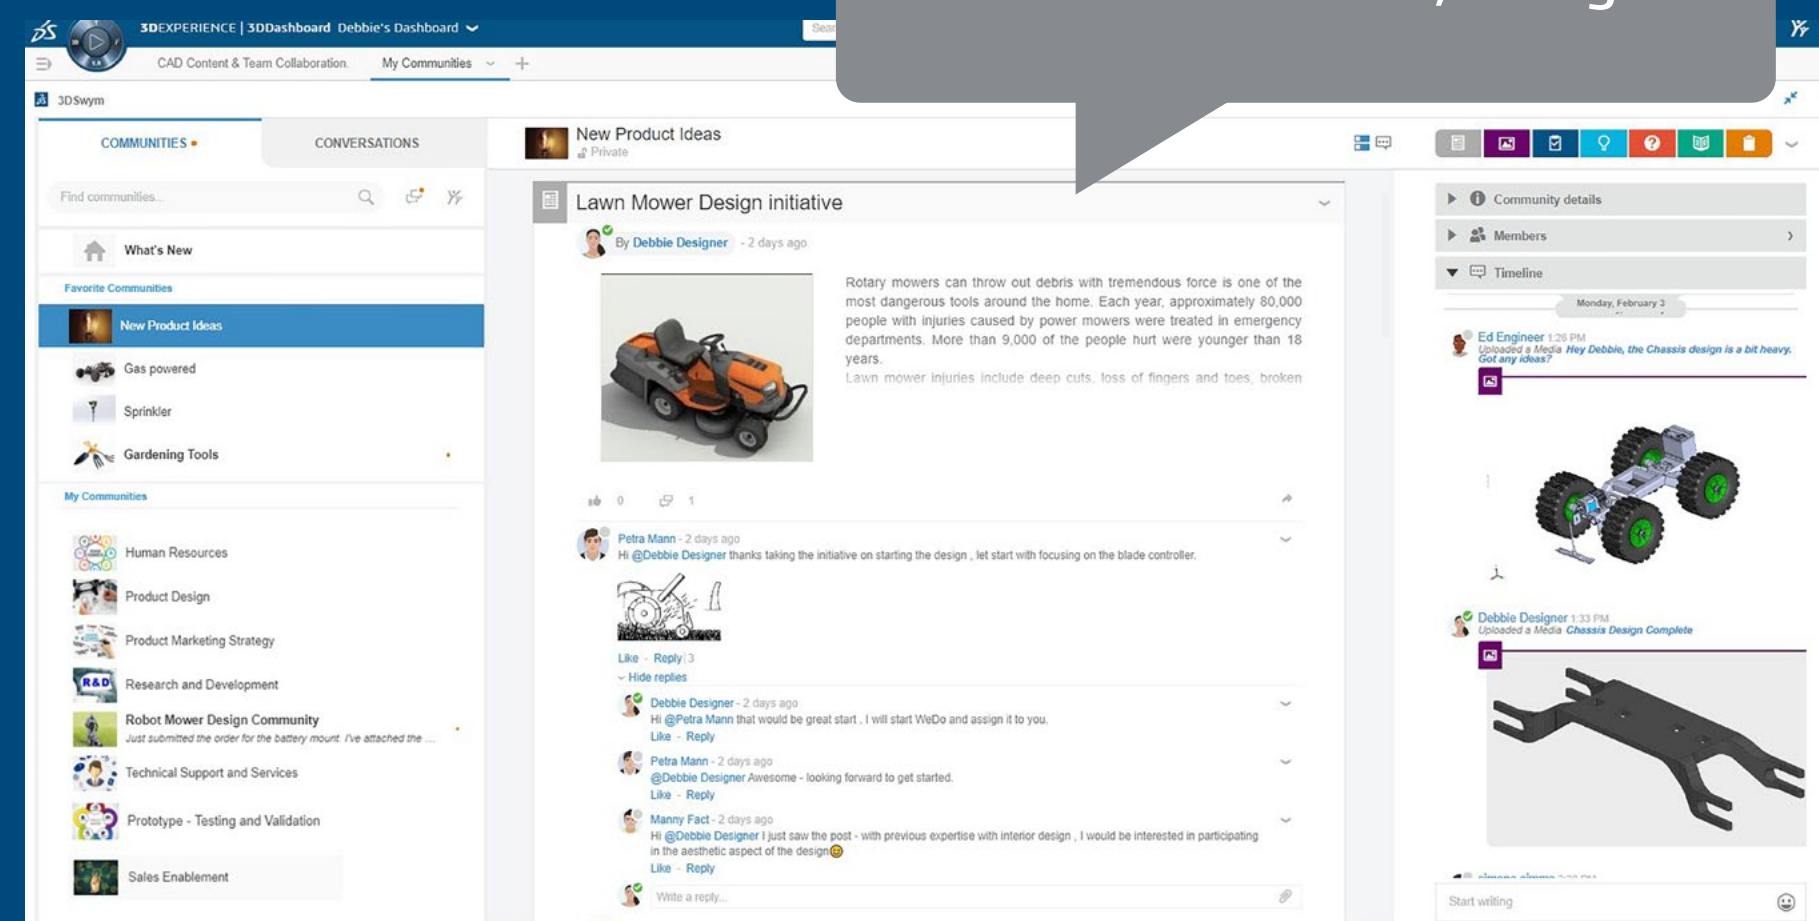 3DEXPERIENCE | 3DDashboard Debbie's Dashboard
CAD Content & Team Collaboration. My Communities
3DSwym
COMMUNITIES
CONVERSATIONS
Find communities...
What's New
Favorite Communities
New Product Ideas
Gas powered
Sprinkler
Gardening Tools
My Communities
Human Resources
Product Design
Product Marketing Strategy
R&D
Research and Development
Robot Mower Design Community
Just submitted the order for the battery mount. I've attached the ...
Technical Support and Services
Prototype - Testing and Validation
Sales Enablement
New Product Ideas
Private
Lawn Mower Design initiative
By Debbie Designer - 2 days ago
Rotary mowers can throw out debris with tremendous force is one of the
most dangerous tools around the home. Each year, approximately 80,000
people with injuries caused by power mowers were treated in emergency
departments. More than 9,000 of the people hurt were younger than 18
years.
Lawn mower injuries include deep cuts, loss of fingers and toes, broken
0 1
Petra Mann - 2 days ago
Hi @Debbie Designer thanks taking the initiative on starting the design , let start with focusing on the blade controller.
Like - Reply | 3
Hide replies
Debbie Designer - 2 days ago
Hi @Petra Mann that would be great start . I will start WeDo and assign it to you.
Like - Reply
Petra Mann - 2 days ago
@Debbie Designer Awesome - looking forward to get started.
Like - Reply
Manny Fact - 2 days ago
Hi @Debbie Designer I just saw the post - with previous expertise with interior design , I would be interested in participating
in the aesthetic aspect of the design
Like - Reply
Write a reply...
Community details
Members
Timeline
Monday, February 3
Ed Engineer 1:26 PM
Uploaded a Media Hey Debbie, the Chassis design is a bit heavy.
Got any ideas?
Debbie Designer 1:33 PM
Uploaded a Media Chassis Design Complete
Start writing